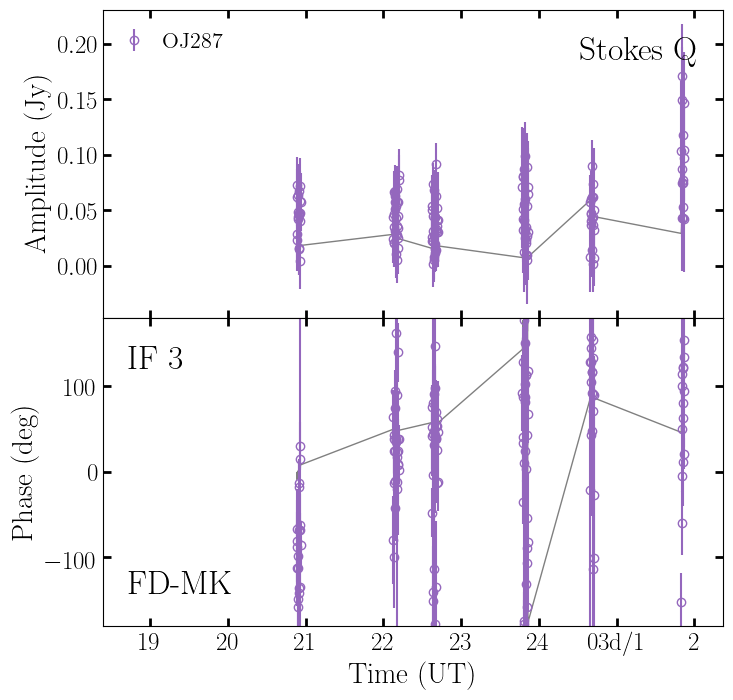 OJ287
Stokes Q
0.20
0.15
0.10
0.05
0.00
Amplitude (Jy)
IF 3
100
0
−100
Phase (deg)
FD-MK
19 20 21 22 23 24 03d/1 2
Time (UT)